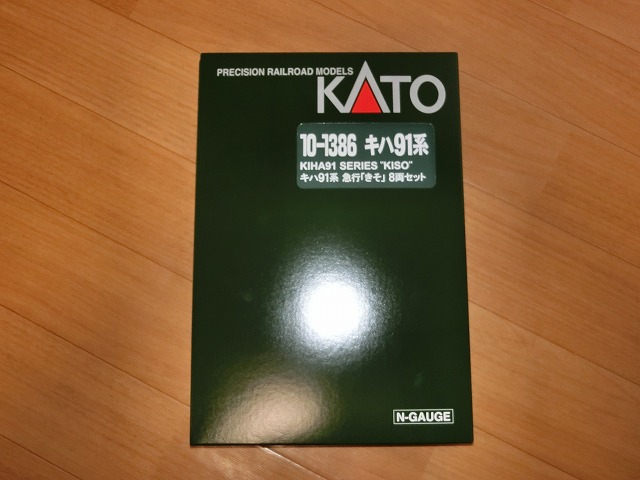 PRECISION RAILROAD MODELS
KATO
10-1386 キハ91系
KIHA91 SERIES "KISO"
キハ91系 急行「きそ」 8両セット
N-GAUGE